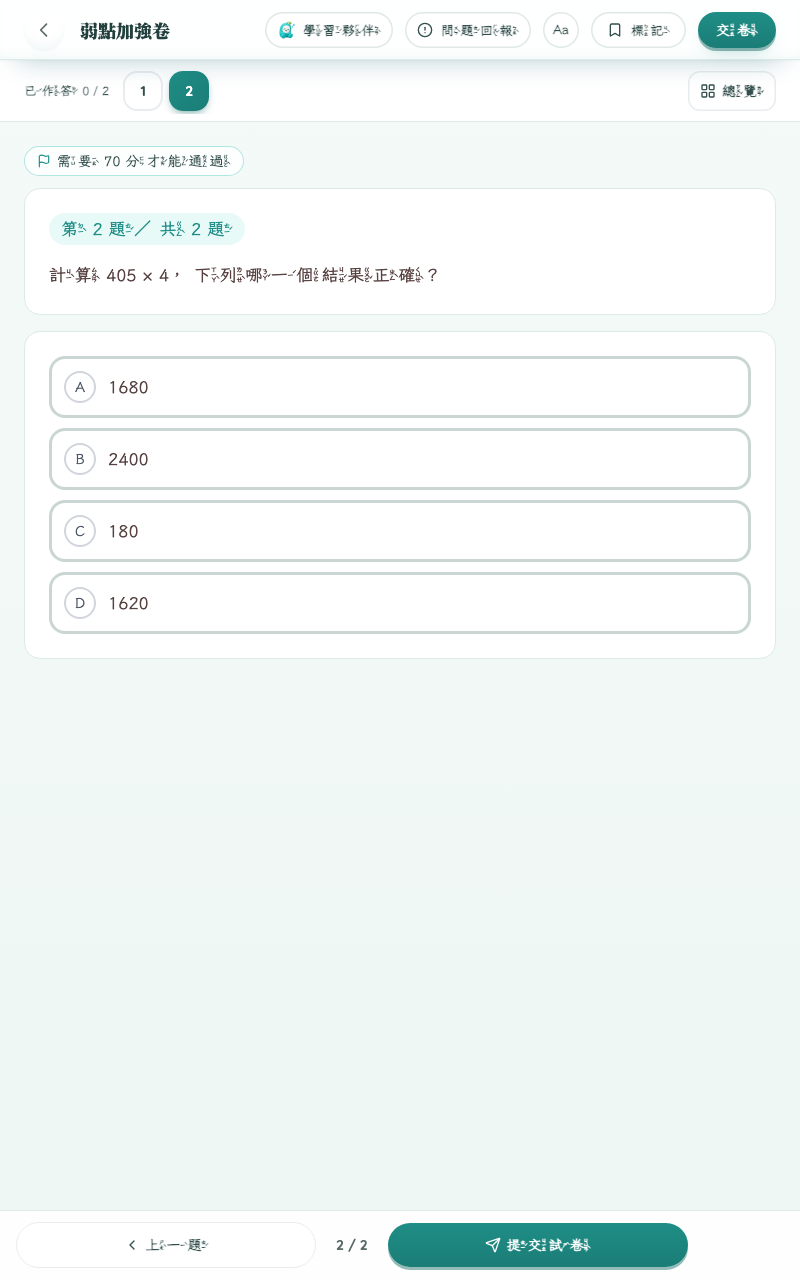 弱點加強卷
學習夥伴
問題回報
Aa
標記
交卷
已作答 0 / 2
1
2
總覽
需要 70 分才能通過
第 2 題／ 共 2 題
計算 405 × 4， 下列哪一個結果正確？
A 1680
B 2400
C 180
D 1620
上一題
2 / 2
提交試卷